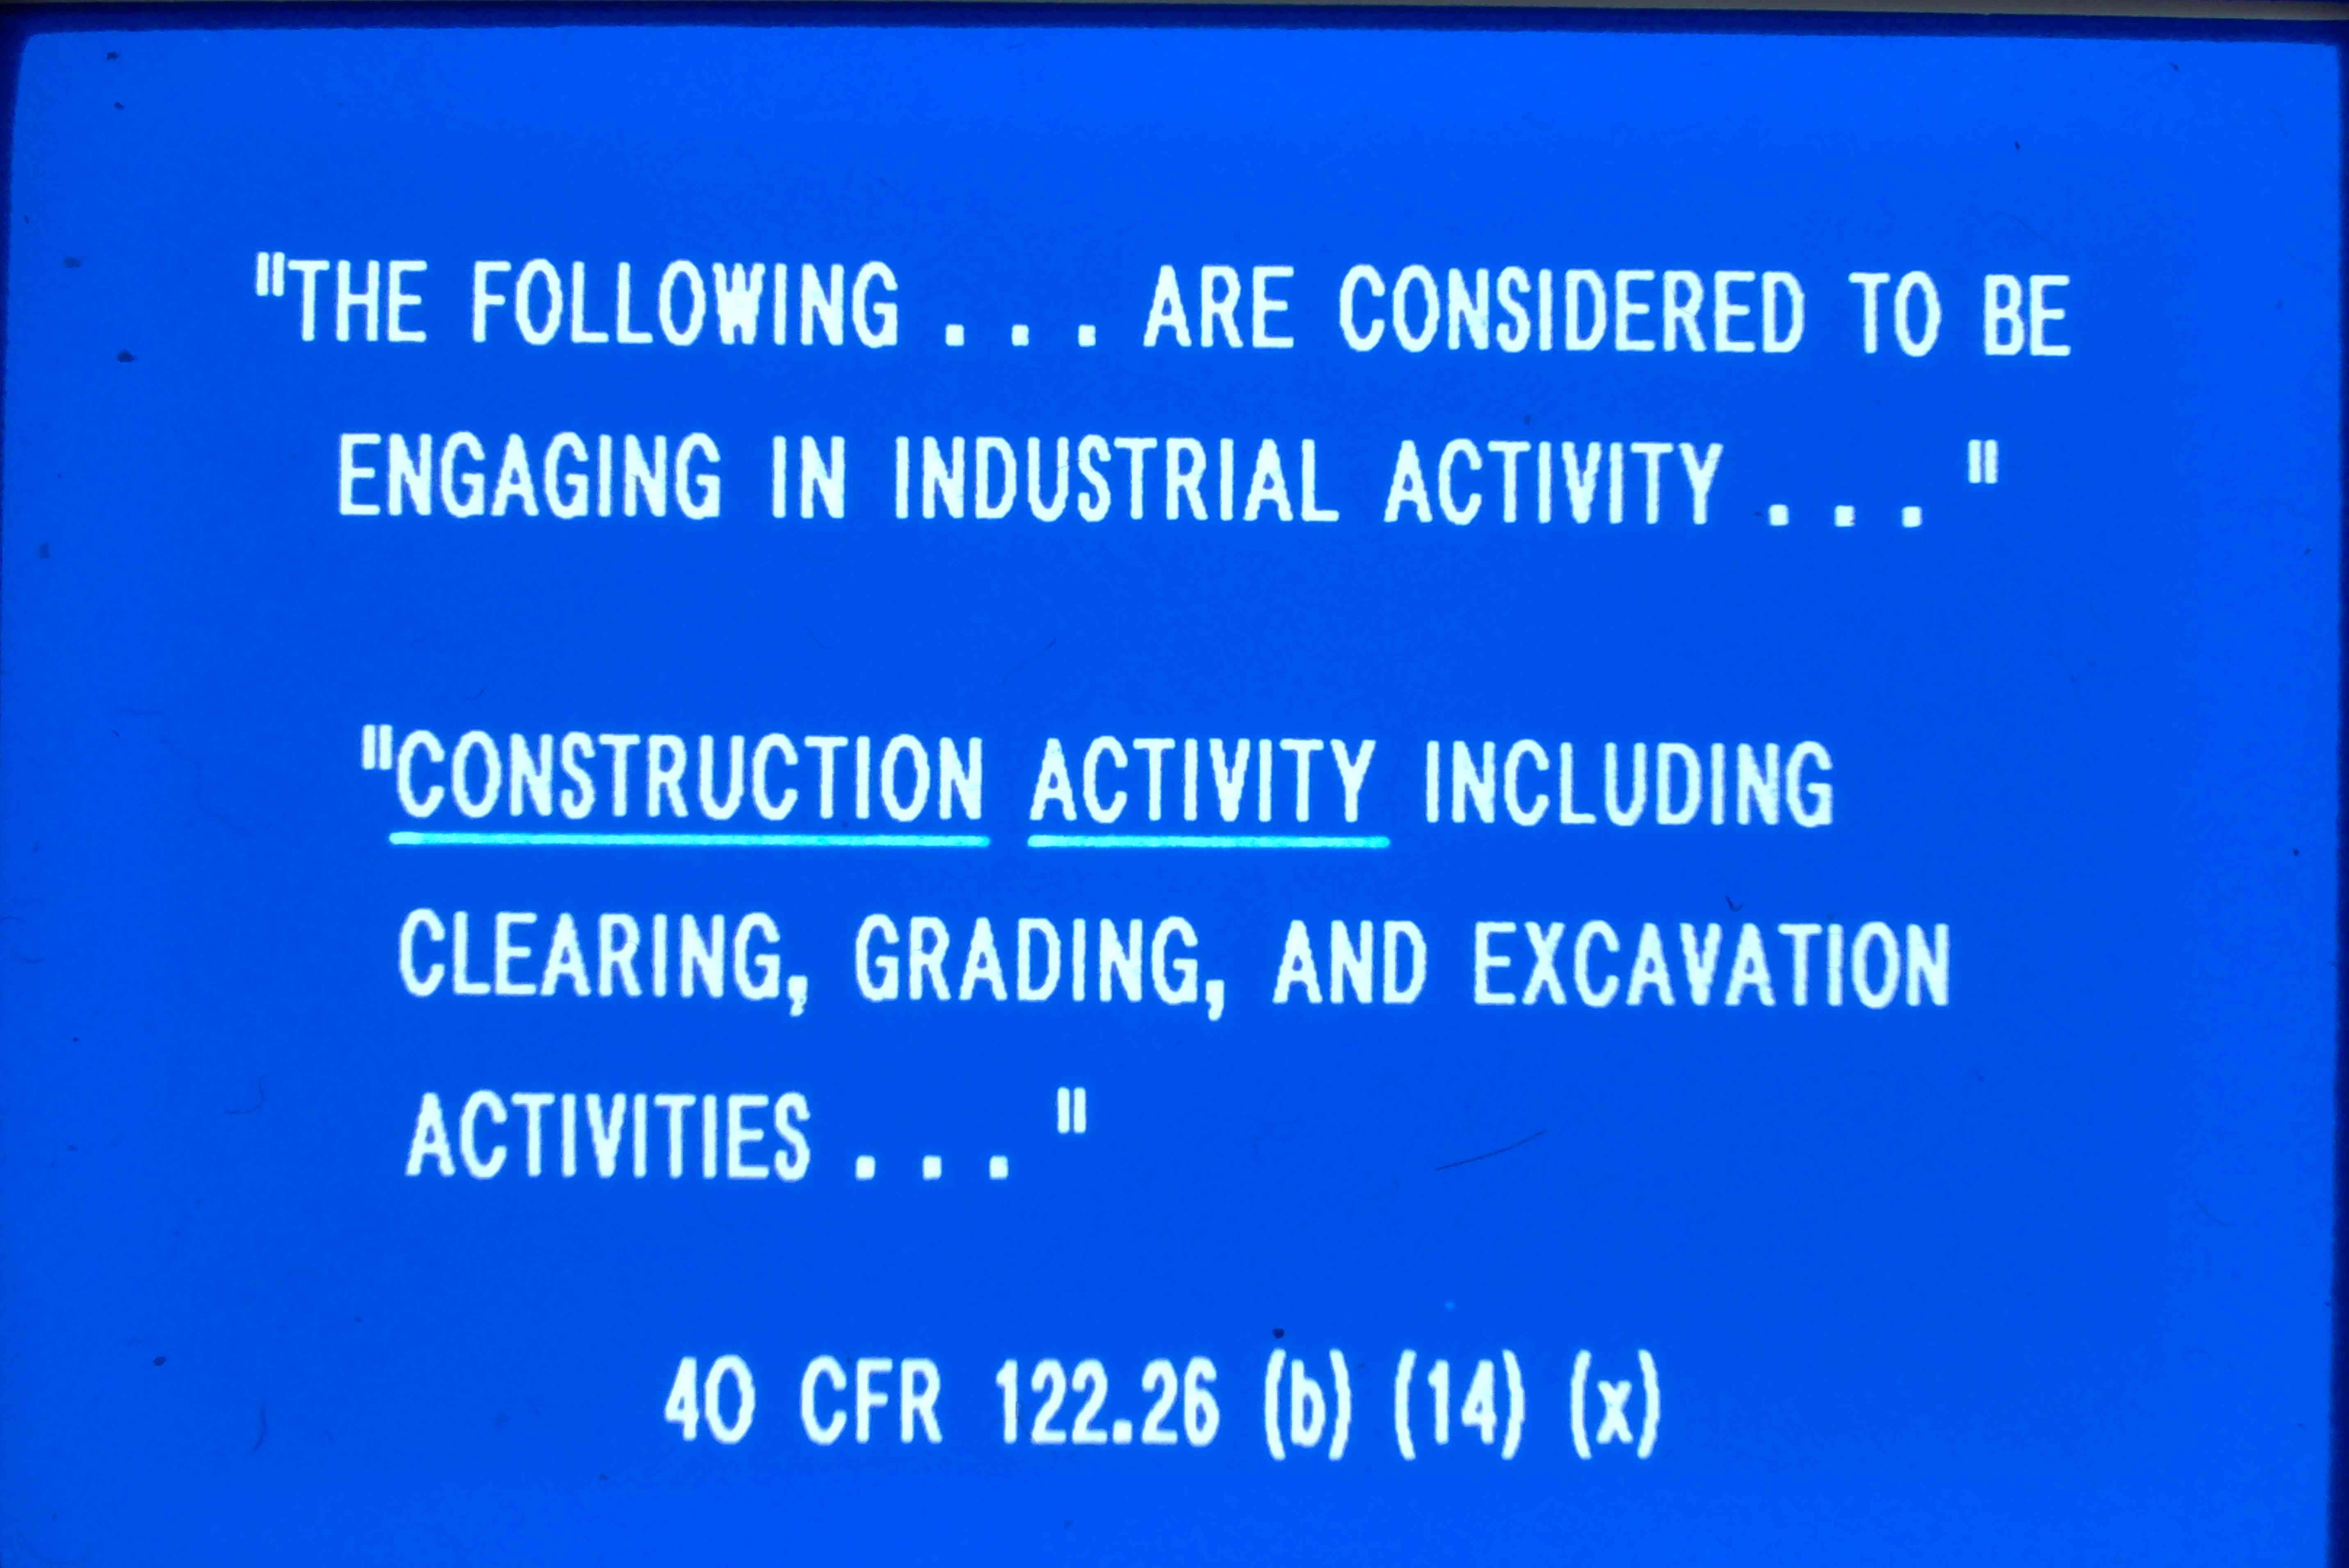 "THE FOLLOWING . . . ARE CONSIDERED TO BE
ENGAGING IN INDUSTRIAL ACTIVITY . . . "
"CONSTRUCTION ACTIVITY INCLUDING
CLEARING, GRADING, AND EXCAVATION
ACTIVITIES . . . "
40 CFR 122.26 (b) (14) (x)